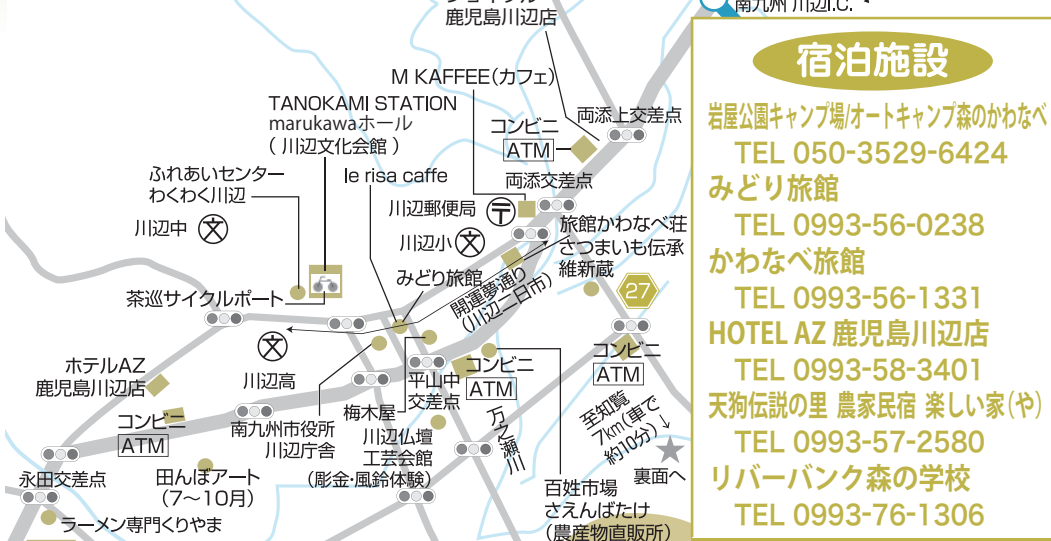 鹿児島川辺店
南九州 川辺I.C.
M KAFFEE(カフェ)
TANOKAMI STATION
marukawaホール
( 川辺文化会館 )
コンビニ
ATM
両添上交差点
両添交差点
ふれあいセンター
わくわく川辺
le risa caffe
川辺郵便局
〒
川辺中
文
川辺小
文
旅館かわなべ荘
さつまいも伝承
維新蔵
みどり旅館
開運夢通り
(川辺二日市)
27
茶巡サイクルポート
文
川辺高
ホテルAZ
鹿児島川辺店
コンビニ
ATM
平山中
交差点
コンビニ
ATM
コンビニ
ATM
梅木屋
南九州市役所
川辺庁舎
川辺仏壇
工芸会館
(彫金・風鈴体験)
万之瀬川
至知覧
7km(車で
約10分)↓
裏面へ
永田交差点
田んぼアート
(7〜10月)
百姓市場
さえんばたけ
(農産物直販所)
ラーメン専門くりやま
宿泊施設
岩屋公園キャンプ場/オートキャンプ森のかわなべ
TEL 050-3529-6424
みどり旅館
TEL 0993-56-0238
かわなべ旅館
TEL 0993-56-1331
HOTEL AZ 鹿児島川辺店
TEL 0993-58-3401
天狗伝説の里 農家民宿 楽しい家(や)
TEL 0993-57-2580
リバーバンク森の学校
TEL 0993-76-1306